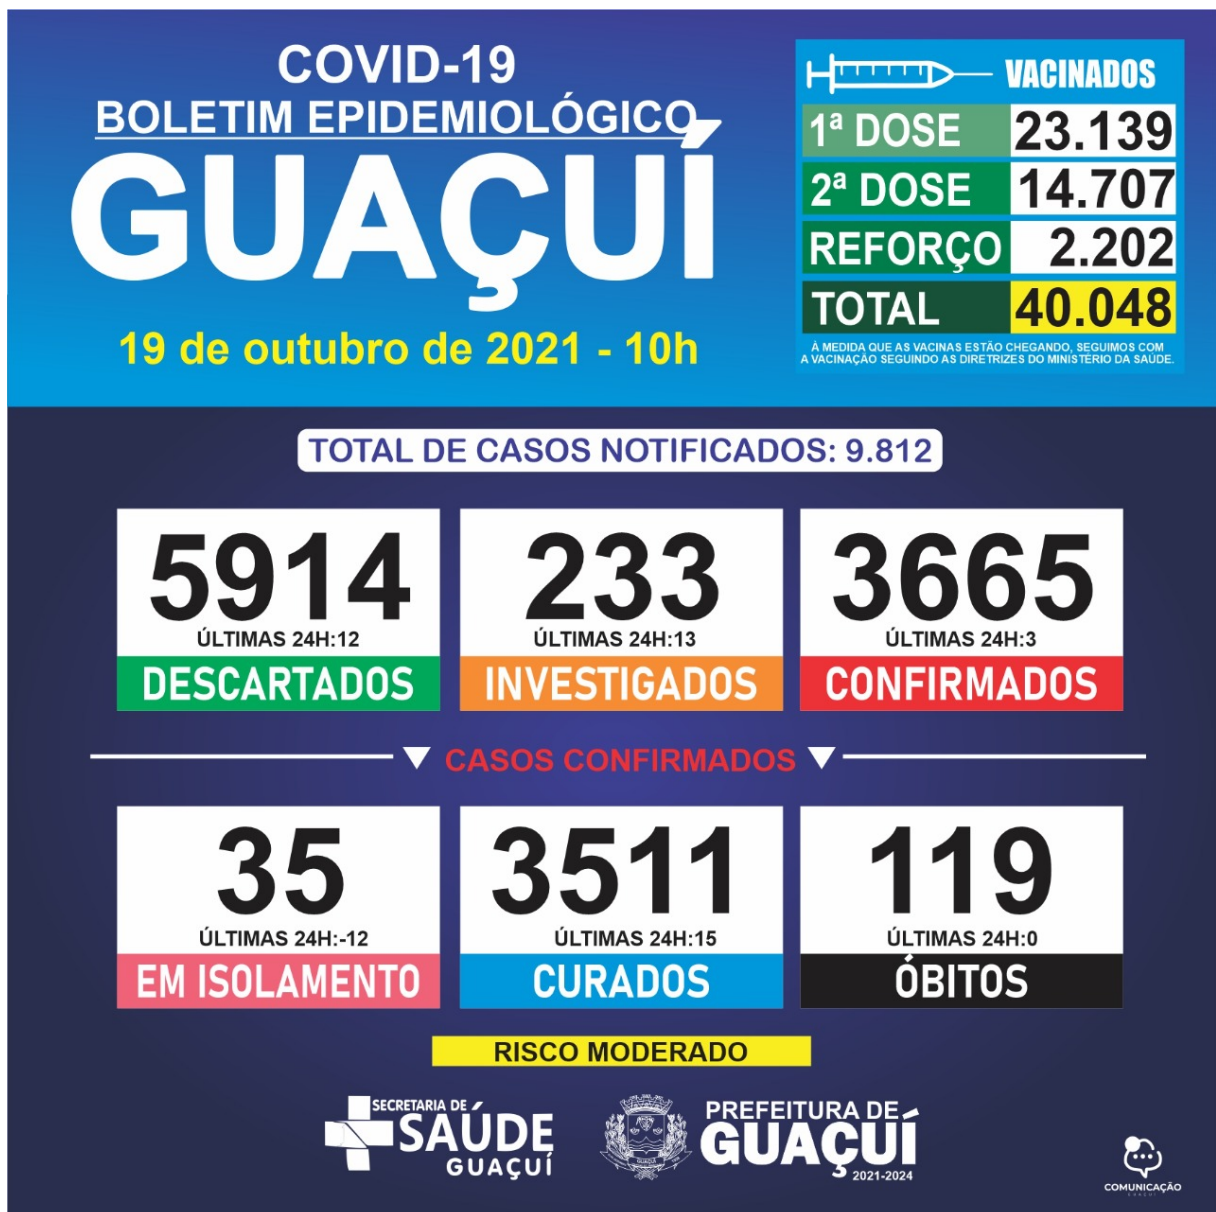 COVID-19
BOLETIM EPIDEMIOLÓGICO
GUAÇUÍ
19 de outubro de 2021 - 10h
VACINADOS
1ª DOSE 23.139
2ª DOSE 14.707
REFORÇO 2.202
TOTAL 40.048
À MEDIDA QUE AS VACINAS ESTÃO CHEGANDO, SEGUIMOS COM
A VACINAÇÃO SEGUINDO AS DIRETRIZES DO MINISTÉRIO DA SAÚDE.
TOTAL DE CASOS NOTIFICADOS: 9.812
5914
ÚLTIMAS 24H:12
DESCARTADOS
233
ÚLTIMAS 24H:13
INVESTIGADOS
3665
ÚLTIMAS 24H:3
CONFIRMADOS
CASOS CONFIRMADOS
35
ÚLTIMAS 24H:-12
EM ISOLAMENTO
3511
ÚLTIMAS 24H:15
CURADOS
119
ÚLTIMAS 24H:0
ÓBITOS
RISCO MODERADO
SECRETARIA DE
SAÚDE
GUAÇUÍ
GUAÇUÍ
PREFEITURA DE
GUAÇUÍ
2021-2024
COMUNICAÇÃO